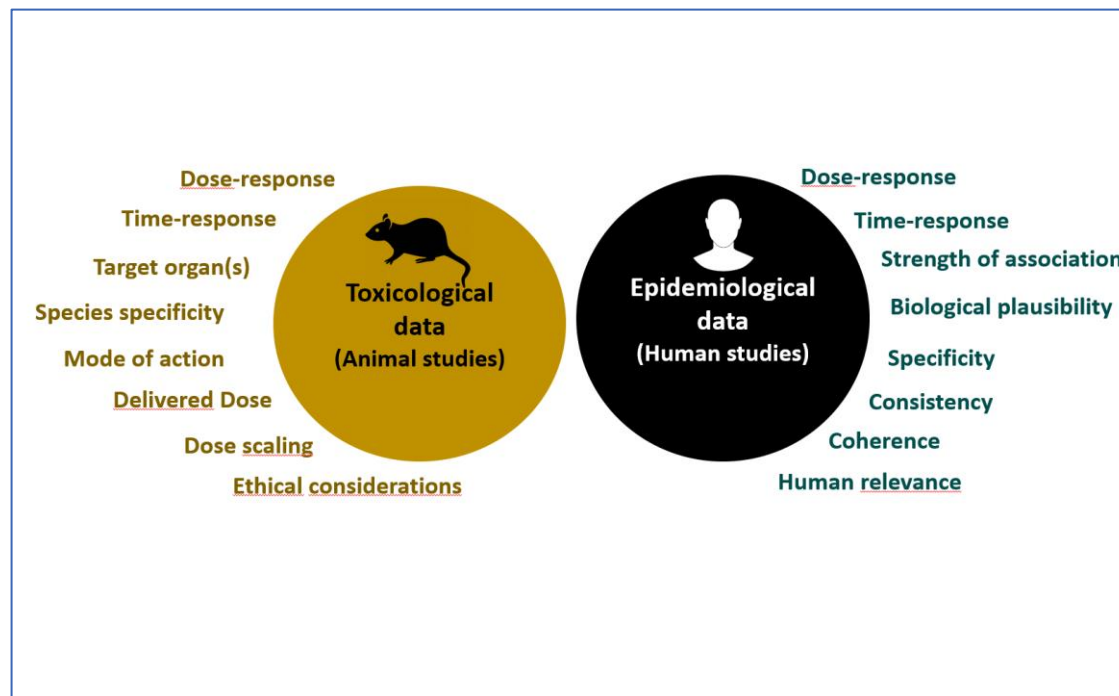 Dose-response
Time-response
Target organ(s)
Species specificity
Mode of action
Delivered Dose
Dose scaling
Ethical considerations
Toxicological
data
(Animal studies)
Epidemiological
data
(Human studies)
Dose-response
Time-response
Strength of association
Biological plausibility
Specificity
Consistency
Coherence
Human relevance